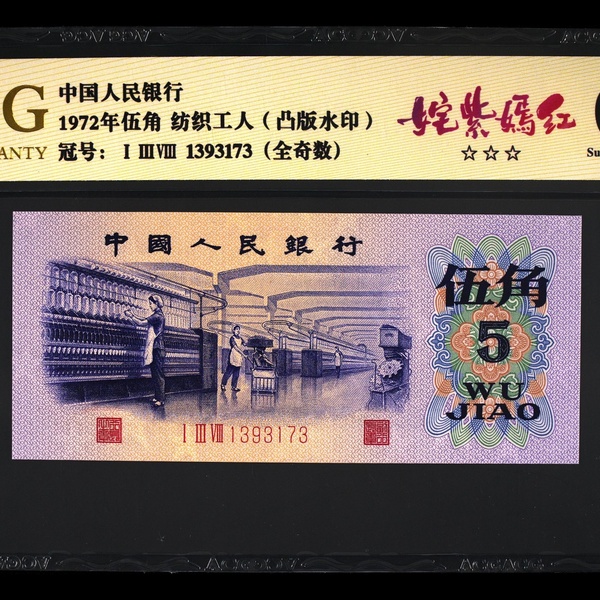 G
ANTY
中国人民银行
1972年伍角 纺织工人（凸版水印）
冠号： Ⅰ Ⅲ Ⅷ 1393173（全奇数）
姹紫嫣红
☆☆☆
Su
中國人民銀行
伍角
5
WU
JIAO
Ⅰ Ⅲ Ⅷ 1393173